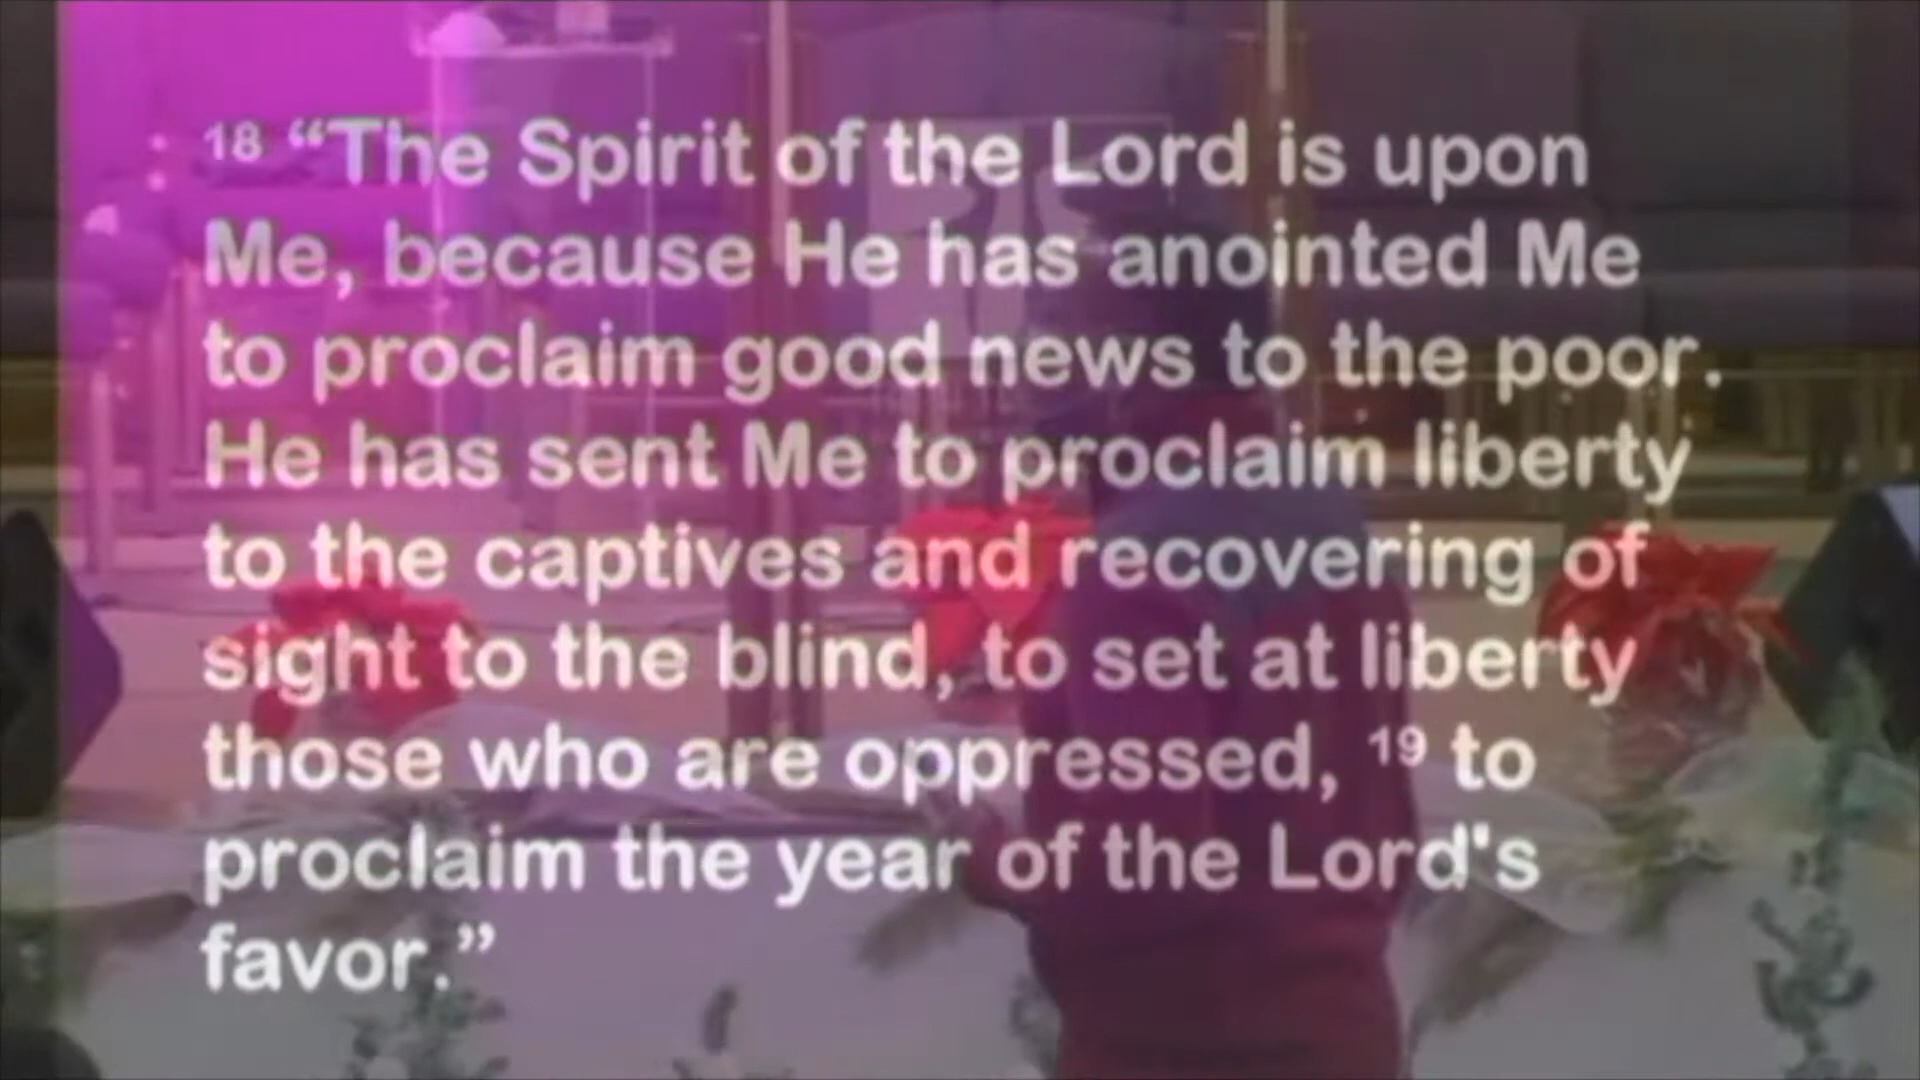 18 “The Spirit of the Lord is upon
Me, because He has anointed Me
to proclaim good news to the poor.
He has sent Me to proclaim liberty
to the captives and recovering of
sight to the blind, to set at liberty
those who are oppressed, 19 to
proclaim the year of the Lord's
favor.”